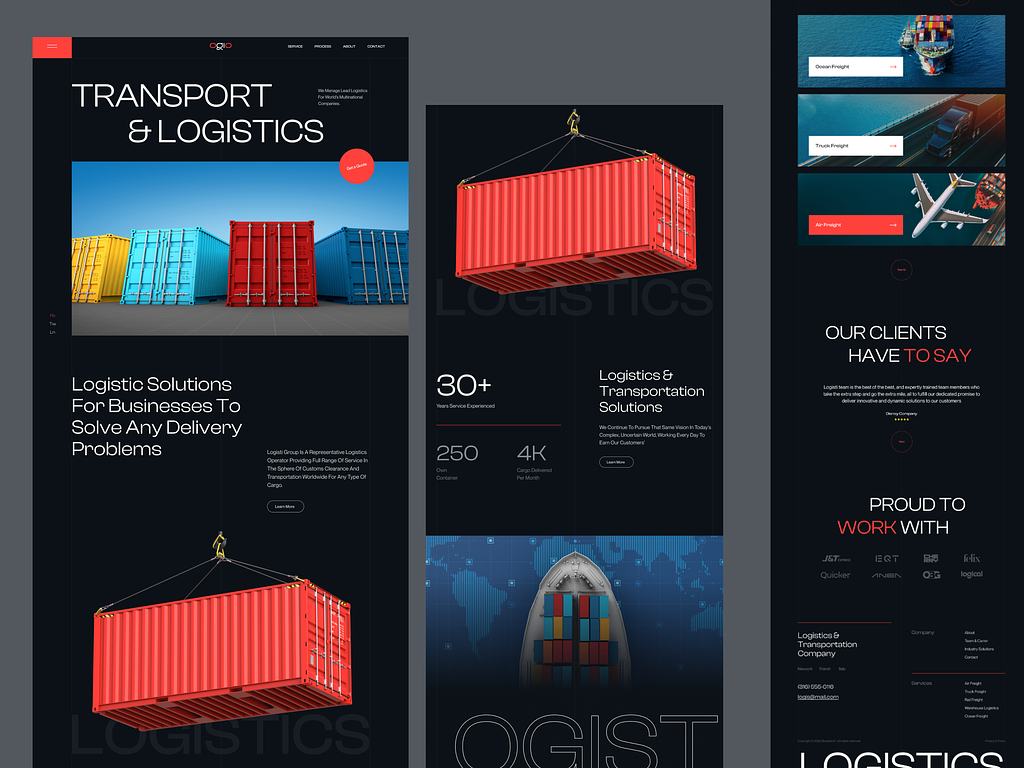 OGIO
SERVICE
PROCESS
ABOUT
CONTACT
TRANSPORT
& LOGISTICS
We Manage Lead Logistics
For World's Multinational
Companies.
Get a Quote
Fb
Tw
Ln
Logistic Solutions
For Businesses To
Solve Any Delivery
Problems
Logisti Group Is A Representative Logistics
Operator Providing Full Range Of Service In
The Sphere Of Customs Clearance And
Transportation Worldwide For Any Type Of
Cargo.
Learn More
LOGISTICS
LOGISTICS
30+
Years Service Experienced
250
Own
Container
4K
Cargo Delivered
Per Month
Logistics &
Transportation
Solutions
We Continue To Pursue That Same Vision In Today's
Complex, Uncertain World, Working Every Day To
Earn Our Customers'
Learn More
OGIST
Ocean Freight
Truck Freight
Air Freight
OUR CLIENTS
HAVE TO SAY
Logisti team is the best of the best, and expertly trained team members who
take the extra step and go the extra mile, all to fulfill our dedicated promise to
deliver innovative and dynamic solutions to our customers
Deroy Company
Next
PROUD TO
WORK WITH
J&T EXPRESS
EQT
felix
Quicker
logical
Logistics &
Transportation
Company
(316) 555-0116
logis@mail.com
Company
About
Team & Carrer
Industry Solutions
Contact
Services
Air Freight
Truck Freight
Rail Freight
Warehouse Logistics
Ocean Freight
LOGISTICS